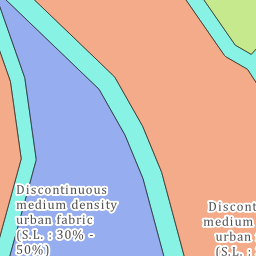 Discontinuous
medium density
urban fabric
(S.L. : 30% -
50%)
Discont
medium
urban
(S.L. :